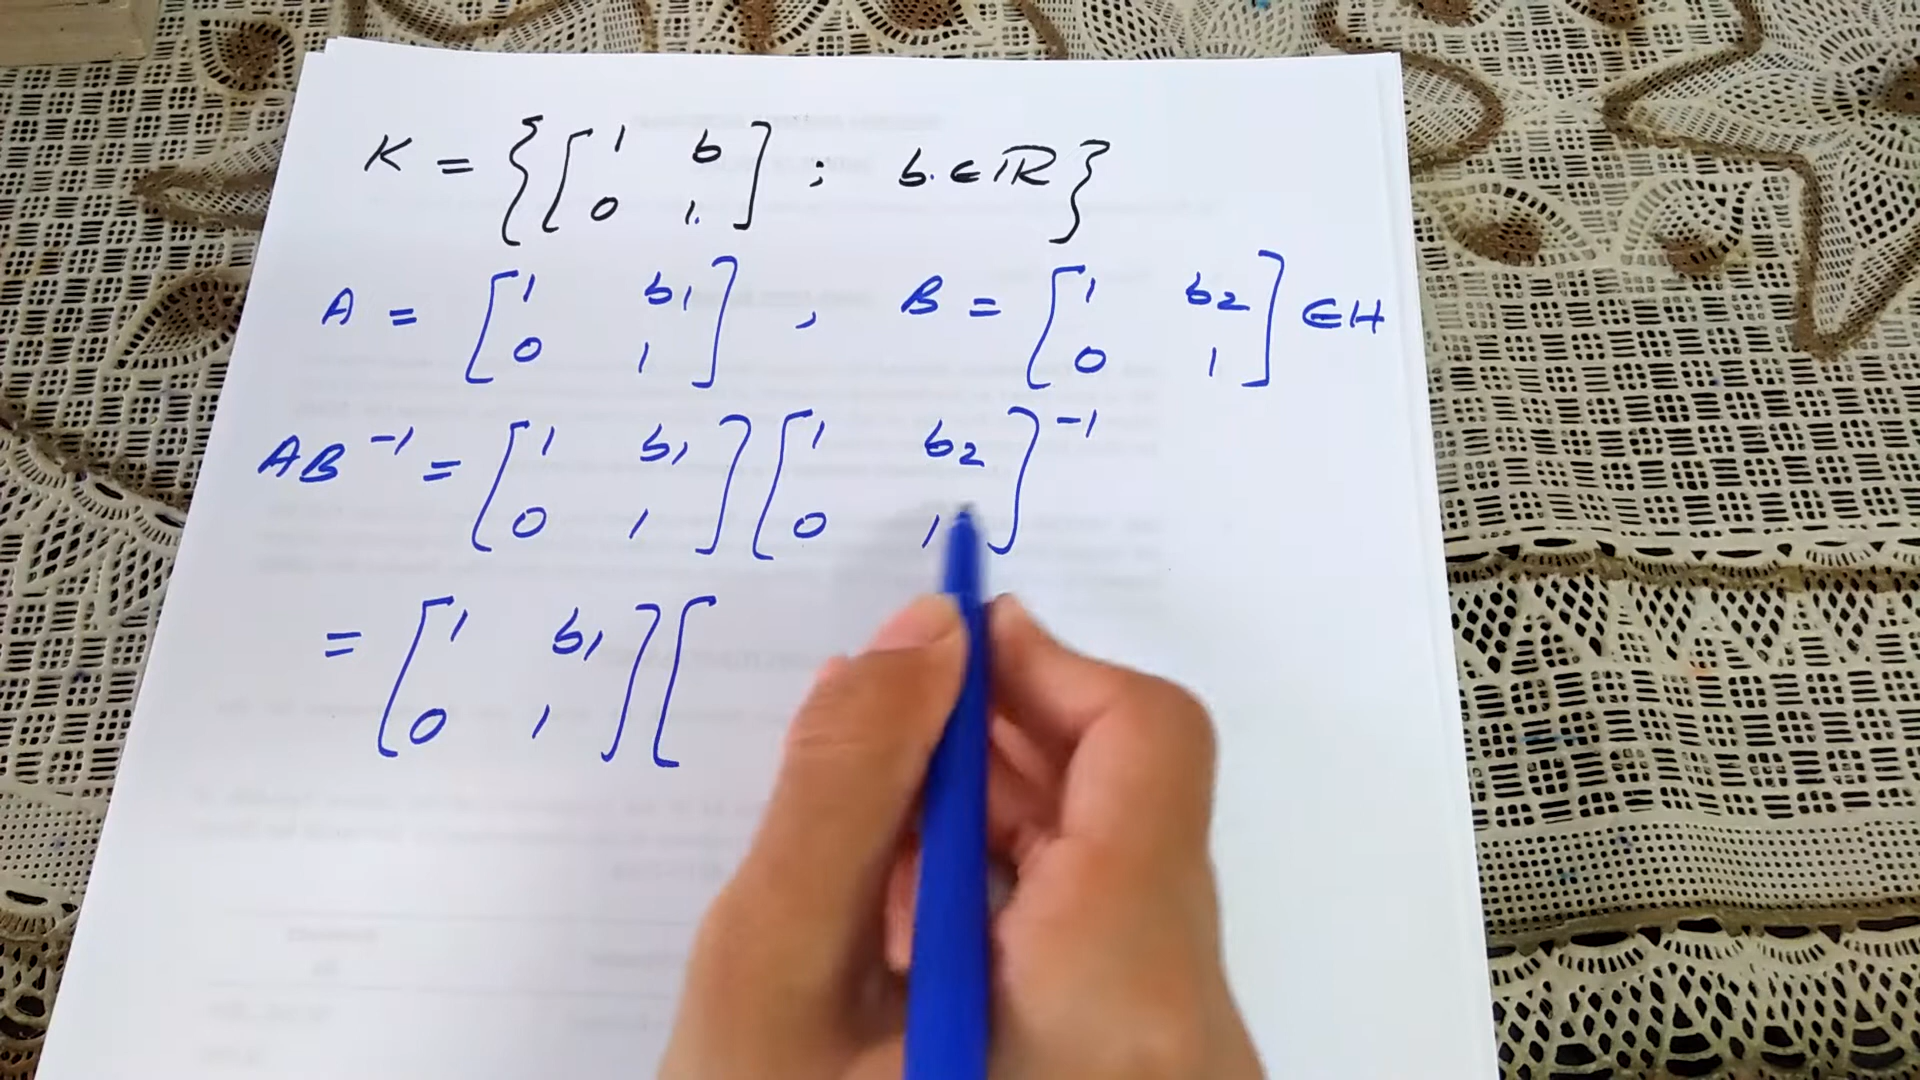 K = { [ 1 b 0 1 ] ; b ∈ ℝ }
A = [ 1 b₁ 0 1 ] , B = [ 1 b₂ 0 1 ] ∈ H
AB⁻¹ = [ 1 b₁ 0 1 ] [ 1 b₂ 0 1 ]⁻¹
= [ 1 b₁ 0 1 ] [